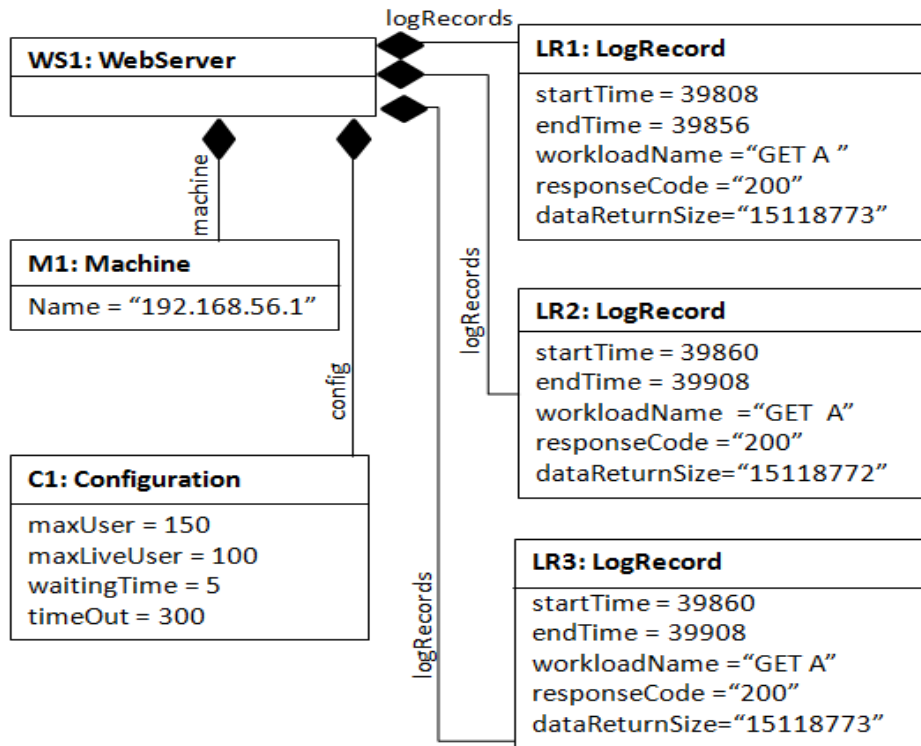 logRecords
WS1: WebServer
machine
config
logRecords
logRecords
M1: Machine
Name = “192.168.56.1”
C1: Configuration
maxUser = 150
maxLiveUser = 100
waitingTime = 5
timeOut = 300
LR1: LogRecord
startTime = 39808
endTime = 39856
workloadName =“GET A ”
responseCode =“200”
dataReturnSize=“15118773”
LR2: LogRecord
startTime = 39860
endTime = 39908
workloadName =“GET A”
responseCode =“200”
dataReturnSize=“15118772”
LR3: LogRecord
startTime = 39860
endTime = 39908
workloadName =“GET A”
responseCode =“200”
dataReturnSize=“15118773”